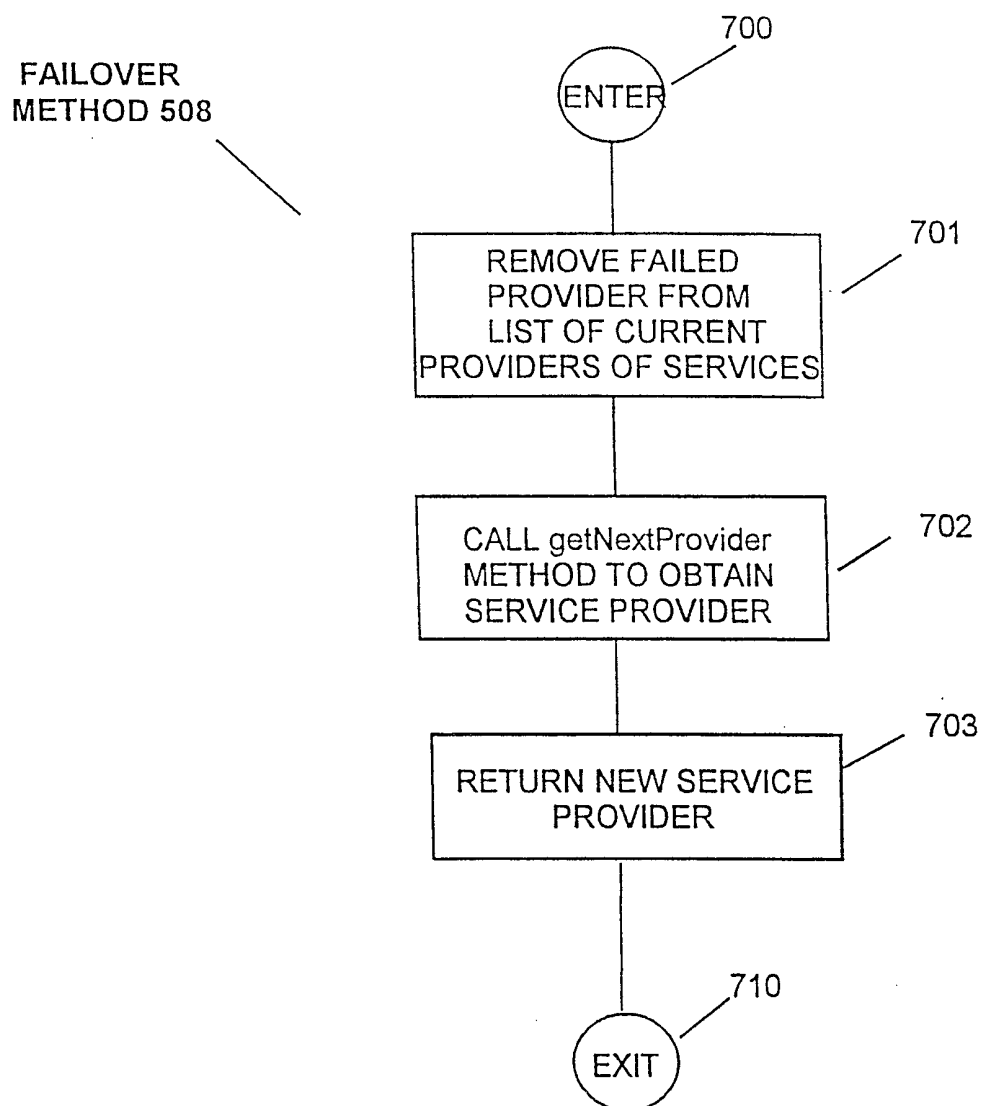 700
FAILOVER
METHOD 508
ENTER
701
REMOVE FAILED
PROVIDER FROM
LIST OF CURRENT
PROVIDERS OF SERVICES
702
CALL getNextProvider
METHOD TO OBTAIN
SERVICE PROVIDER
703
RETURN NEW SERVICE
PROVIDER
710
EXIT